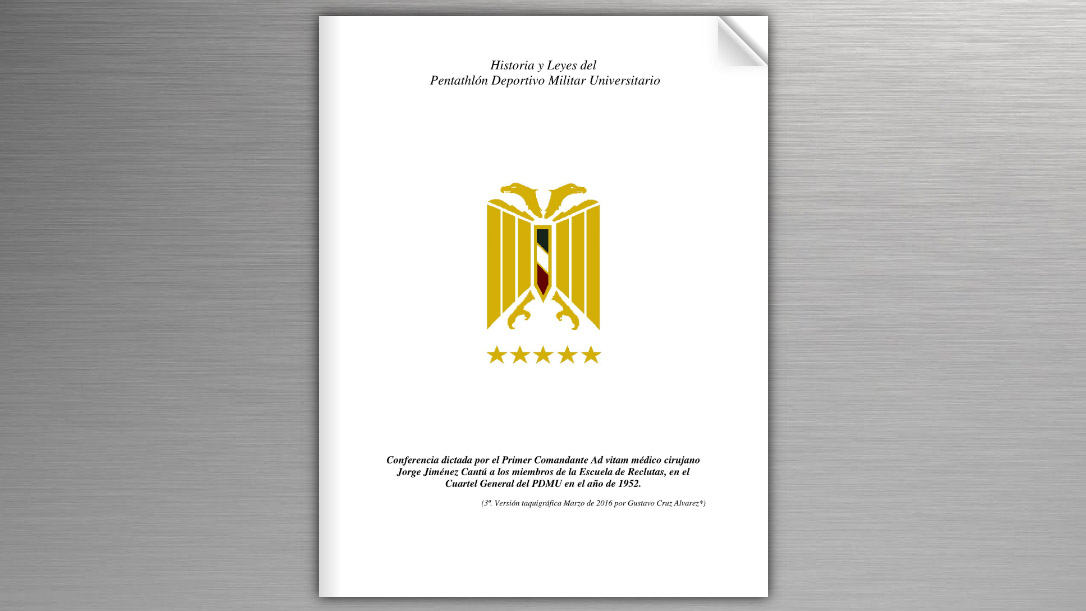 Historia y Leyes del
Pentathlón Deportivo Militar Universitario
Conferencia dictada por el Primer Comandante Ad vitam médico cirujano
Jorge Jiménez Cantú a los miembros de la Escuela de Reclutas, en el
Cuartel General del PDMU en el año de 1952.
(3ª. Versión taquigráfica Marzo de 2016 por Gustavo Cruz Alvarez*)